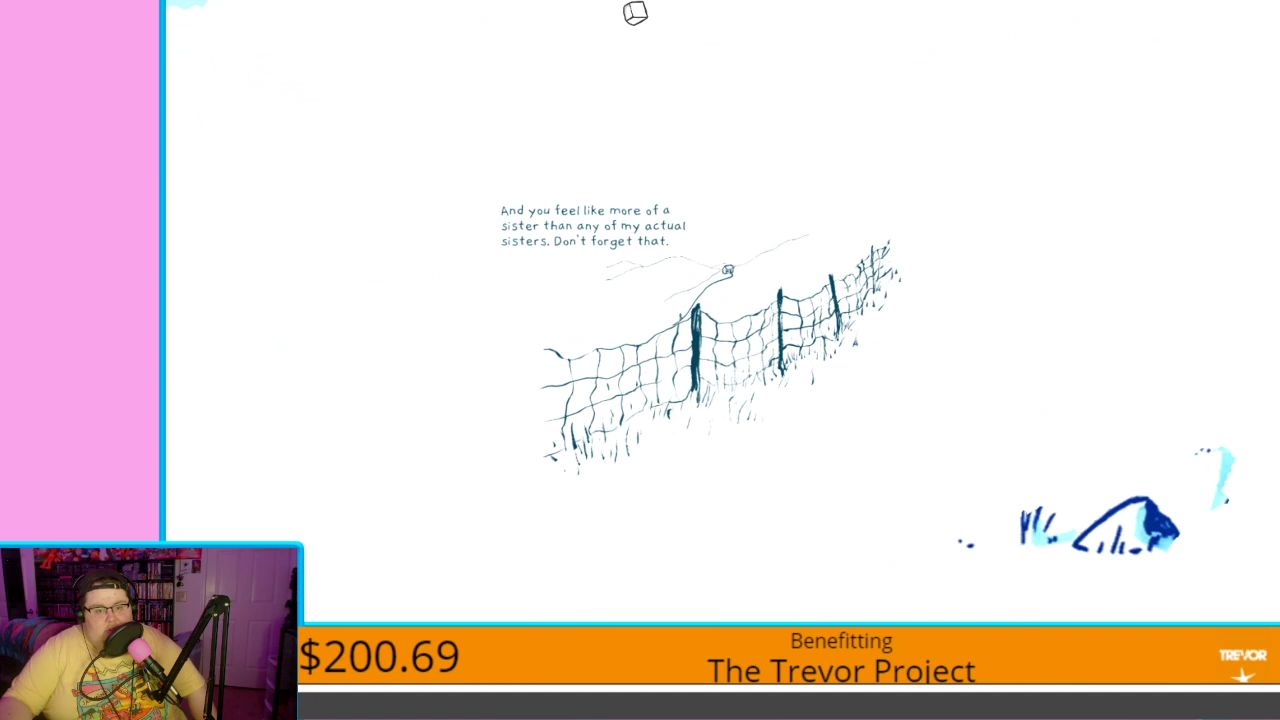 And you feel like more of a
sister than any of my actual
sisters. Don't forget that.
$200.69
Benefitting
The Trevor Project
TREVOR